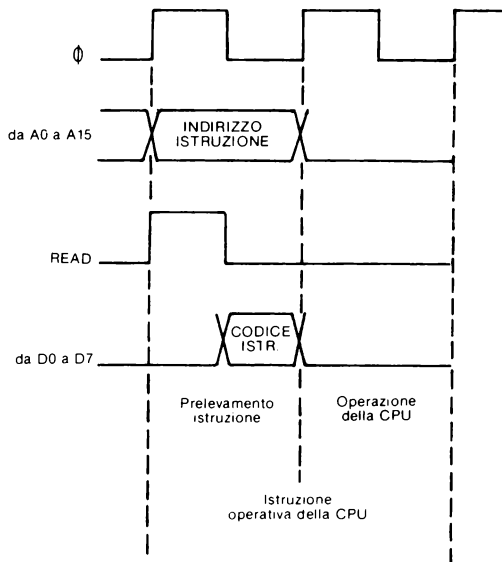 ϕ
da A0 a A15
INDIRIZZO
ISTRUZIONE
READ
da D0 a D7
CODICE
ISTR.
Prelevamento
istruzione
Operazione
della CPU
Istruzione
operativa della CPU